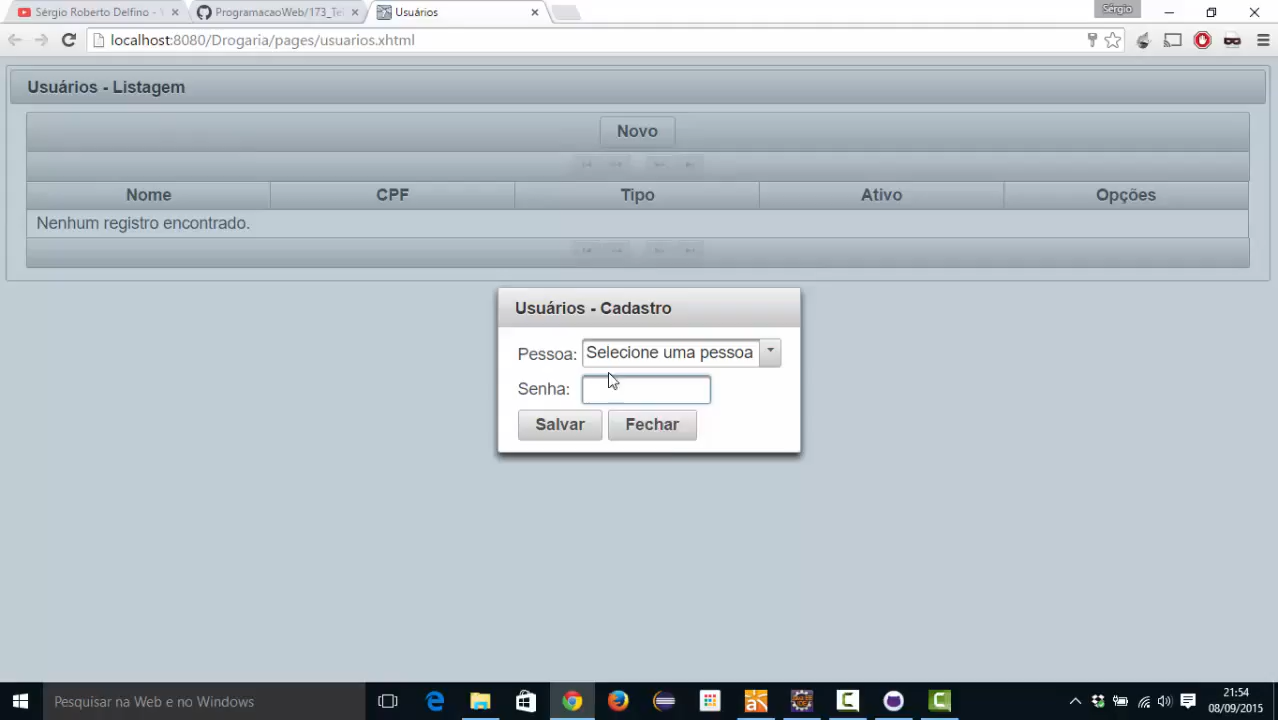 Sérgio Roberto Delfino -
ProgramacaoWeb/173_Te
Usuários
Sérgio
localhost:8080/Drogaria/pages/usuarios.xhtml
Usuários - Listagem
Novo
Nome CPF Tipo Ativo Opções
Nenhum registro encontrado.
Usuários - Cadastro
Pessoa: Selecione uma pessoa
Senha:
Salvar Fechar
Pesquisar na Web e no Windows
21:54
08/09/2015